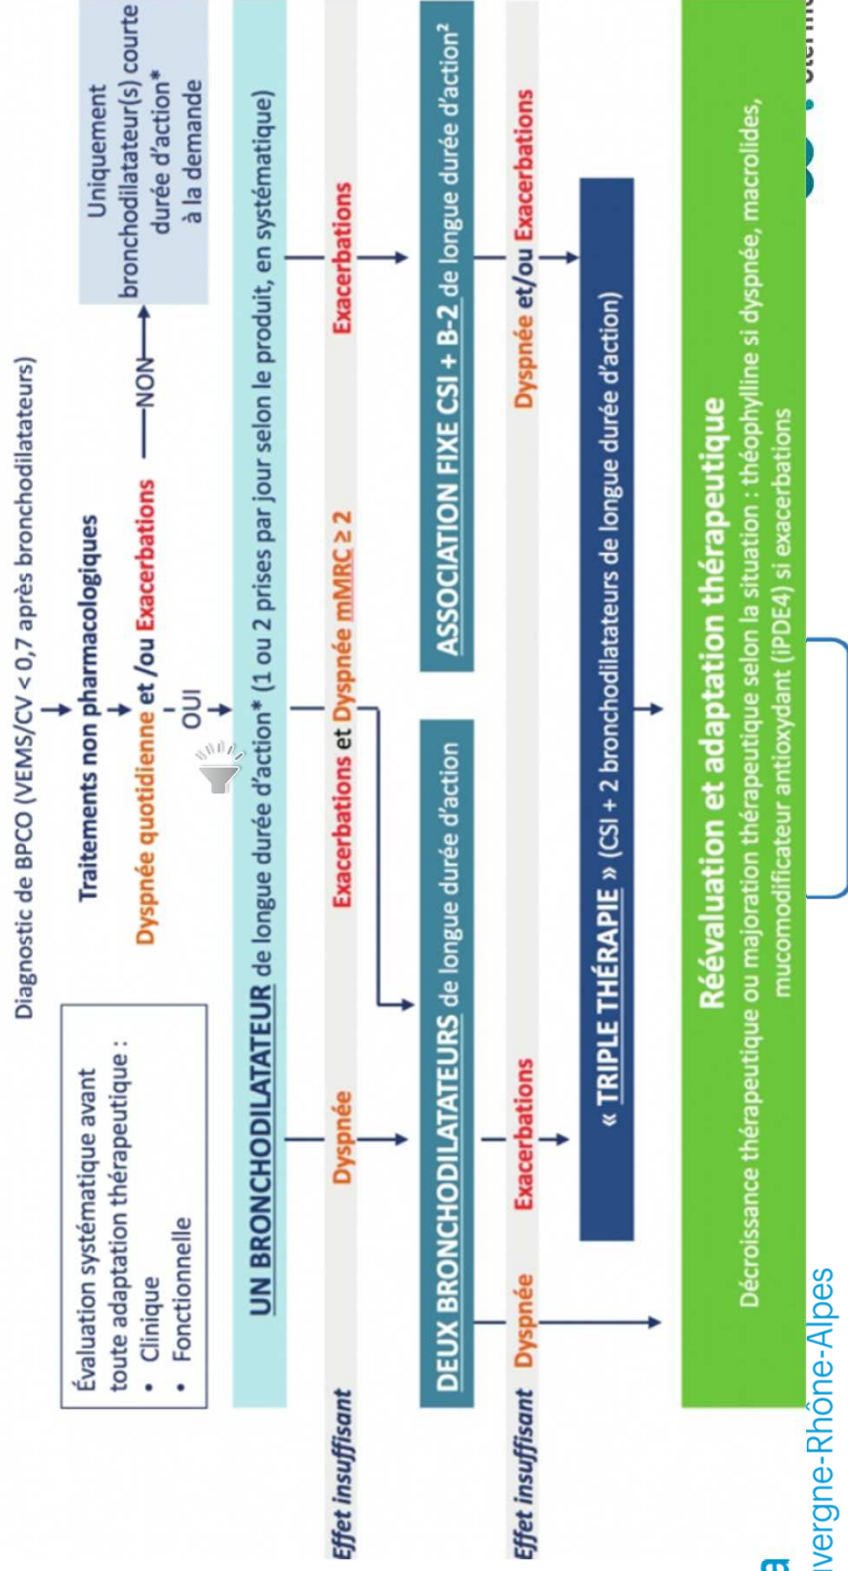 Diagnostic de BPCO (VEMS/CV < 0,7 après bronchodilatateurs)
Évaluation systématique avant
toute adaptation thérapeutique :
• Clinique
• Fonctionnelle
Traitements non pharmacologiques
Dyspnée quotidienne et /ou Exacerbations
NON
Uniquement
bronchodilatateur(s) courte
durée d'action*
à la demande
OUI
UN BRONCHODILATATEUR de longue durée d'action* (1 ou 2 prises par jour selon le produit, en systématique)
Effet insuffisant
Dyspnée
Exacerbations et Dyspnée mMRC ≥ 2
Exacerbations
DEUX BRONCHODILATATEURS de longue durée d'action
ASSOCIATION FIXE CSI + B-2 de longue durée d'action²
Effet insuffisant
Dyspnée
Exacerbations
Dyspnée et/ou Exacerbations
« TRIPLE THÉRAPIE » (CSI + 2 bronchodilatateurs de longue durée d'action)
Réévaluation et adaptation thérapeutique
Décroissance thérapeutique ou majoration thérapeutique selon la situation : théophylline si dyspnée, macrolides,
mucomodificateur antioxydant (iPDE4) si exacerbations
uvergne-Rhône-Alpes